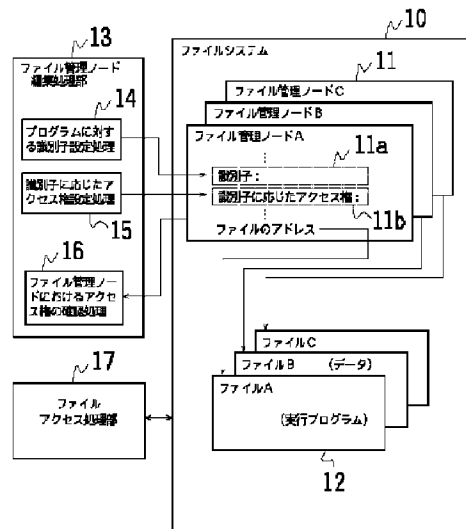 13
ファイル管理ノード
編集処理部
14
プログラムに対す
る識別子設定処理
識別子に応じたアク
セス権設定処理
15
16
ファイル管理ノー
ドにおけるアクセ
ス権の確認処理
17
ファイル
アクセス処理部
10
ファイルシステム
11
ファイル管理ノードC
ファイル管理ノードB
ファイル管理ノードA
11a
識別子：
識別子に応じたアクセス権：
11b
ファイルのアドレス
ファイルC
ファイルB （データ）
ファイルA
（実行プログラム）
12